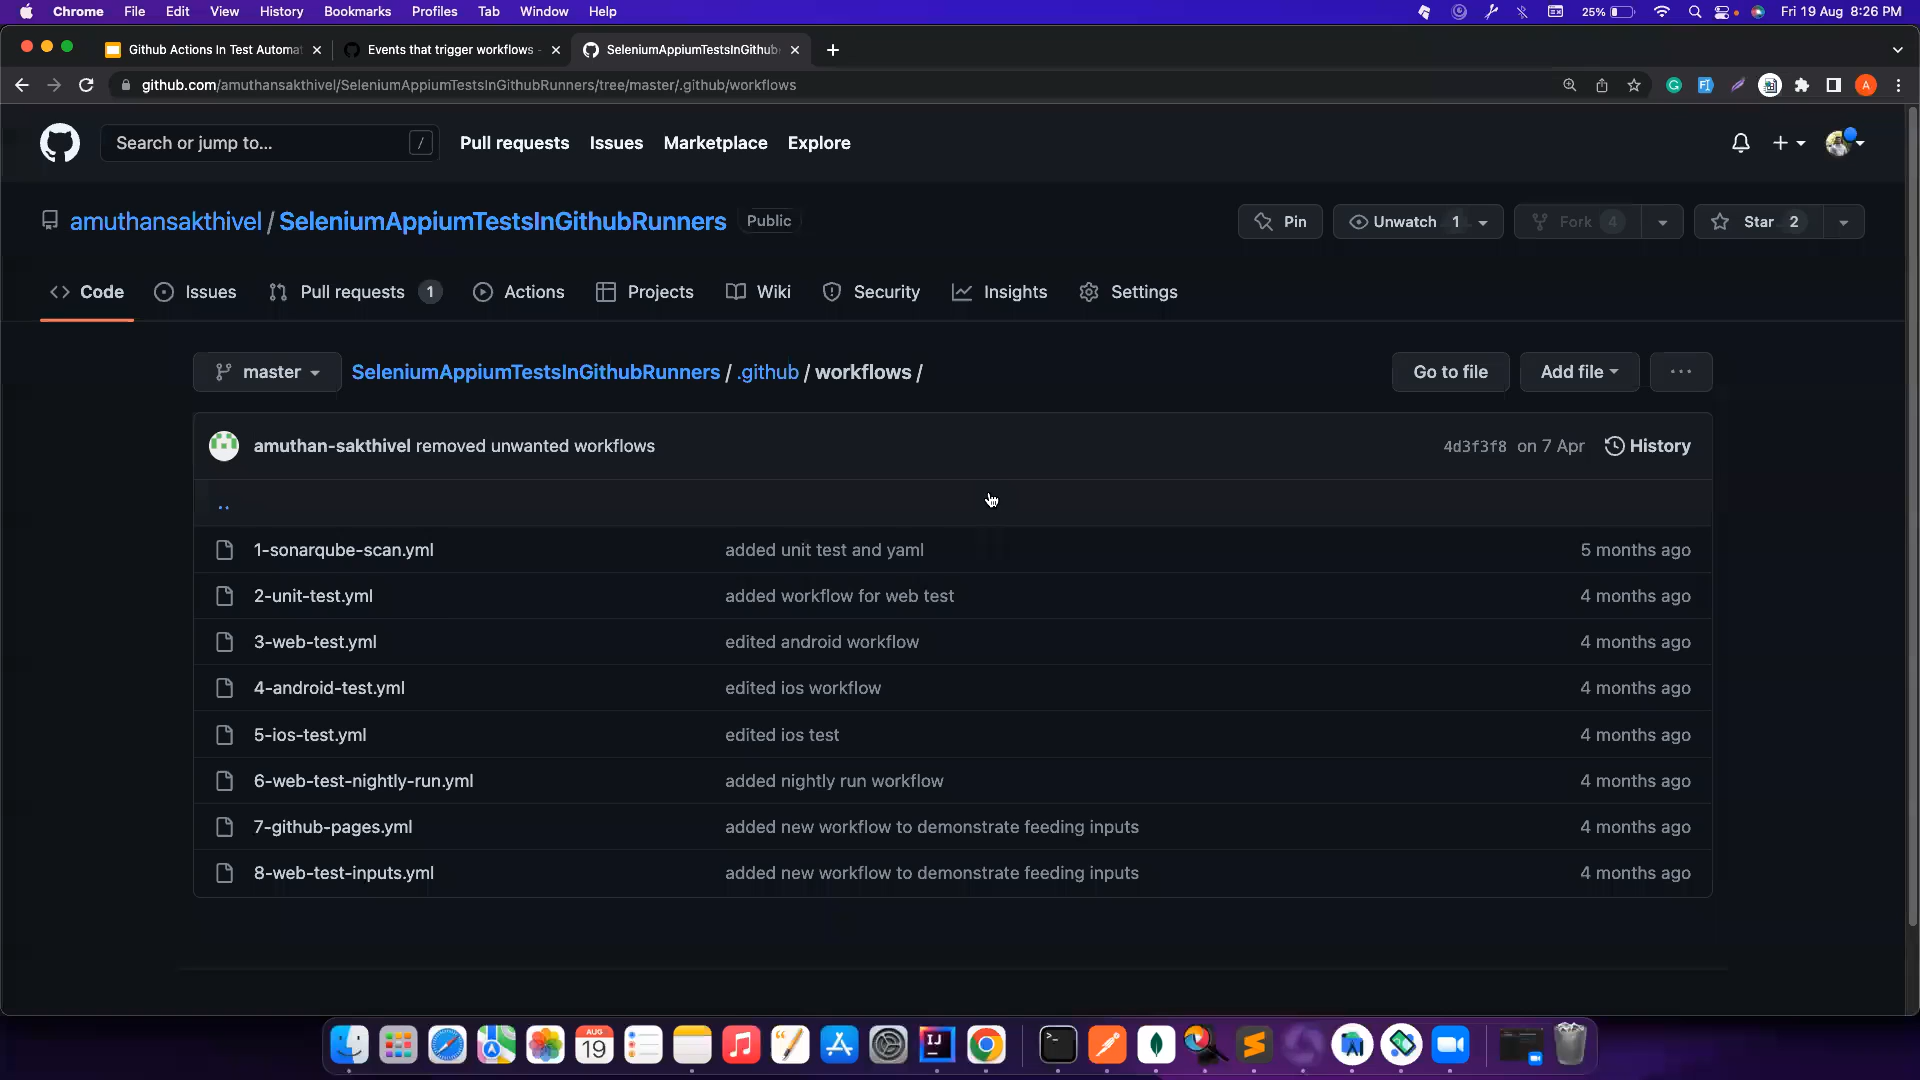 Chrome File Edit View History Bookmarks Profiles Tab Window Help 25% Fri 19 Aug 8:26 PM
Github Actions In Test Automat Events that trigger workflows - SeleniumAppiumTestsInGithub
github.com/amuthansakthivel/SeleniumAppiumTestsInGithubRunners/tree/master/.github/workflows A
Search or jump to... / Pull requests Issues Marketplace Explore
amuthansakthivel / SeleniumAppiumTestsInGithubRunners Public Pin Unwatch 1 Fork 4 Star 2
Code Issues Pull requests 1 Actions Projects Wiki Security Insights Settings
master SeleniumAppiumTestsInGithubRunners / .github / workflows / Go to file Add file ...
amuthan-sakthivel removed unwanted workflows 4d3f3f8 on 7 Apr History
..
1-sonarqube-scan.yml added unit test and yaml 5 months ago
2-unit-test.yml added workflow for web test 4 months ago
3-web-test.yml edited android workflow 4 months ago
4-android-test.yml edited ios workflow 4 months ago
5-ios-test.yml edited ios test 4 months ago
6-web-test-nightly-run.yml added nightly run workflow 4 months ago
7-github-pages.yml added new workflow to demonstrate feeding inputs 4 months ago
8-web-test-inputs.yml added new workflow to demonstrate feeding inputs 4 months ago
AUG
19
IJ